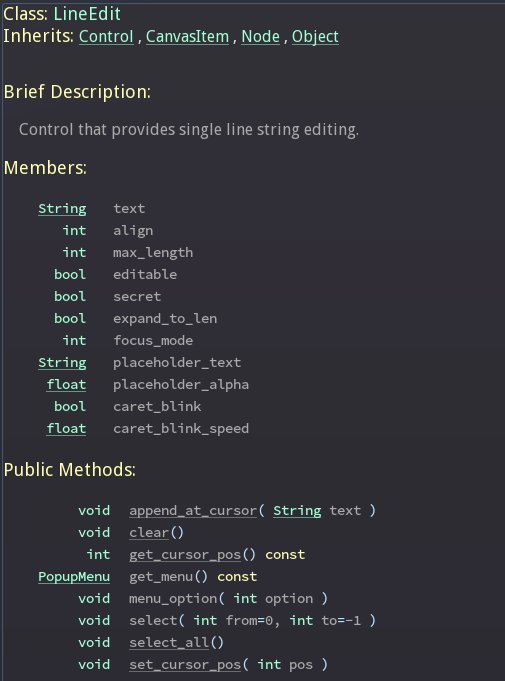 Class: LineEdit
Inherits: Control , CanvasItem , Node , Object
Brief Description:
Control that provides single line string editing.
Members:
String text
int align
int max_length
bool editable
bool secret
bool expand_to_len
int focus_mode
String placeholder_text
float placeholder_alpha
bool caret_blink
float caret_blink_speed
Public Methods:
void append_at_cursor( String text )
void clear()
int get_cursor_pos() const
PopupMenu get_menu() const
void menu_option( int option )
void select( int from=0, int to=-1 )
void select_all()
void set_cursor_pos( int pos )